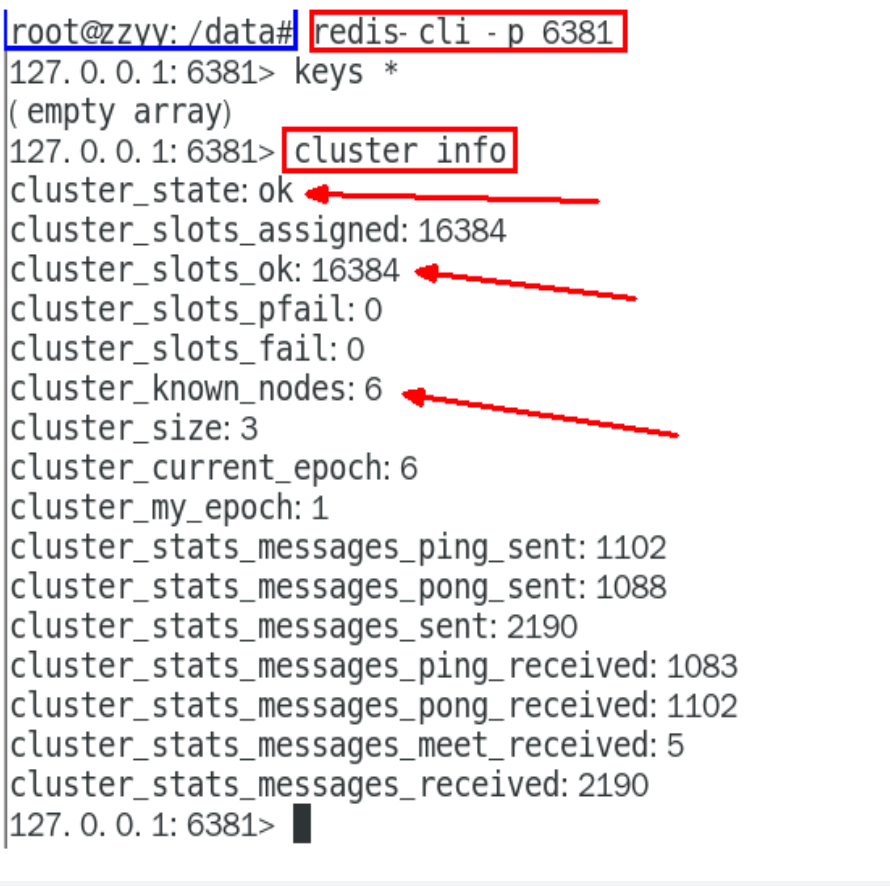 root@zzyy:/data# redis-cli -p 6381
127.0.0.1:6381> keys *
(empty array)
127.0.0.1:6381> cluster info
cluster_state:ok
cluster_slots_assigned:16384
cluster_slots_ok:16384
cluster_slots_pfail:0
cluster_slots_fail:0
cluster_known_nodes:6
cluster_size:3
cluster_current_epoch:6
cluster_my_epoch:1
cluster_stats_messages_ping_sent:1102
cluster_stats_messages_pong_sent:1088
cluster_stats_messages_sent:2190
cluster_stats_messages_ping_received:1083
cluster_stats_messages_pong_received:1102
cluster_stats_messages_meet_received:5
cluster_stats_messages_received:2190
127.0.0.1:6381>